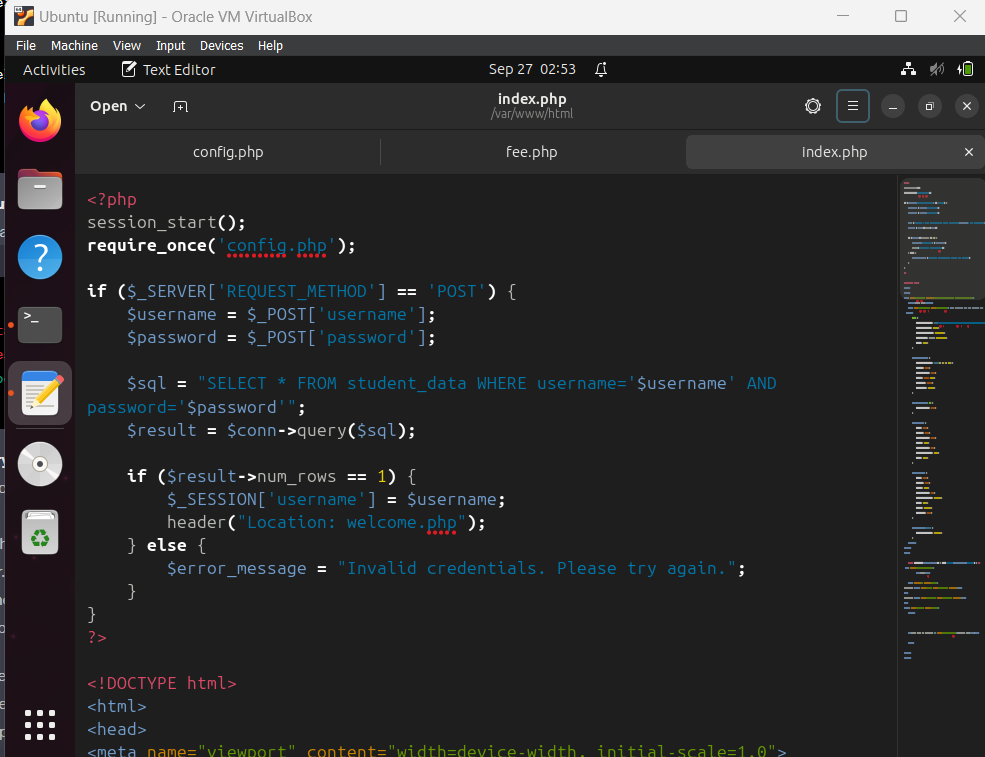 Ubuntu [Running] - Oracle VM VirtualBox
File Machine View Input Devices Help
Activities Text Editor Sep 27 02:53
Open index.php
/var/www/html
config.php fee.php index.php
<?php
session_start();
require_once('config.php');
if ($_SERVER['REQUEST_METHOD'] == 'POST') {
$username = $_POST['username'];
$password = $_POST['password'];
$sql = "SELECT * FROM student_data WHERE username='$username' AND
password='$password'";
$result = $conn->query($sql);
if ($result->num_rows == 1) {
$_SESSION['username'] = $username;
header("Location: welcome.php");
} else {
$error_message = "Invalid credentials. Please try again.";
}
}
?>
<!DOCTYPE html>
<html>
<head>
<meta name="viewport" content="width=device-width, initial-scale=1.0">